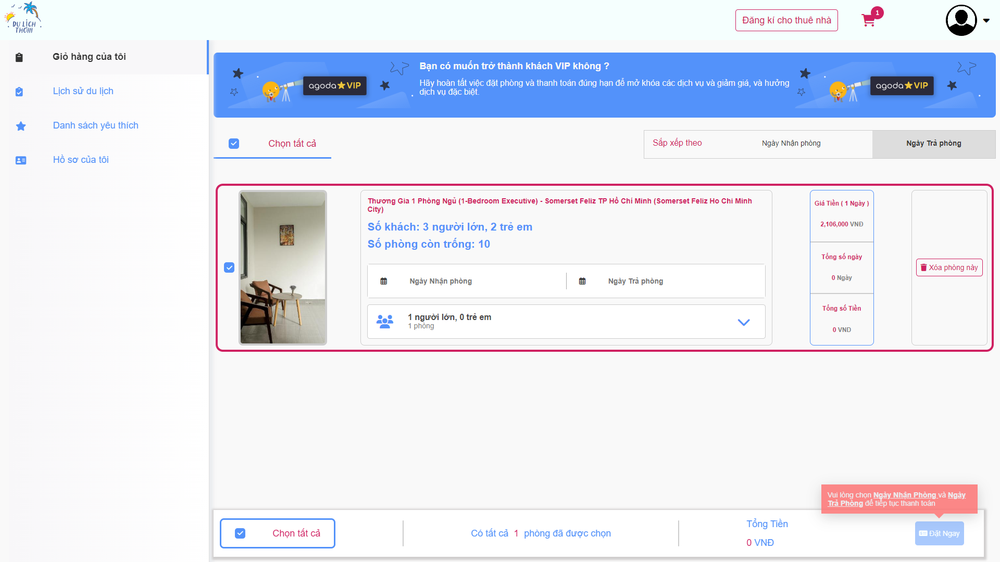 DU LỊCH
THÔI!
Đăng kí cho thuê nhà
1
Giỏ hàng của tôi
Lịch sử du lịch
Danh sách yêu thích
Hồ sơ của tôi
agoda VIP
Bạn có muốn trở thành khách VIP không ?
Hãy hoàn tất việc đặt phòng và thanh toán đúng hạn để mở khóa các dịch vụ và giảm giá, và hưởng
dịch vụ đặc biệt.
agoda VIP
Chọn tất cả
Sắp xếp theo
Ngày Nhận phòng
Ngày Trả phòng
Thương Gia 1 Phòng Ngủ (1-Bedroom Executive) - Somerset Feliz TP Hồ Chí Minh (Somerset Feliz Ho Chi Minh
City)
Số khách: 3 người lớn, 2 trẻ em
Số phòng còn trống: 10
Ngày Nhận phòng
Ngày Trả phòng
1 người lớn, 0 trẻ em
1 phòng
Giá Tiền ( 1 Ngày )
2,106,000 VNĐ
Tổng số ngày
0 Ngày
Tổng số Tiền
0 VND
Xóa phòng này
Vui lòng chọn Ngày Nhận Phòng và Ngày
Trả Phòng để tiếp tục thanh toán
Chọn tất cả
Có tất cả 1 phòng đã được chọn
Tổng Tiền
0 VNĐ
Đặt Ngay